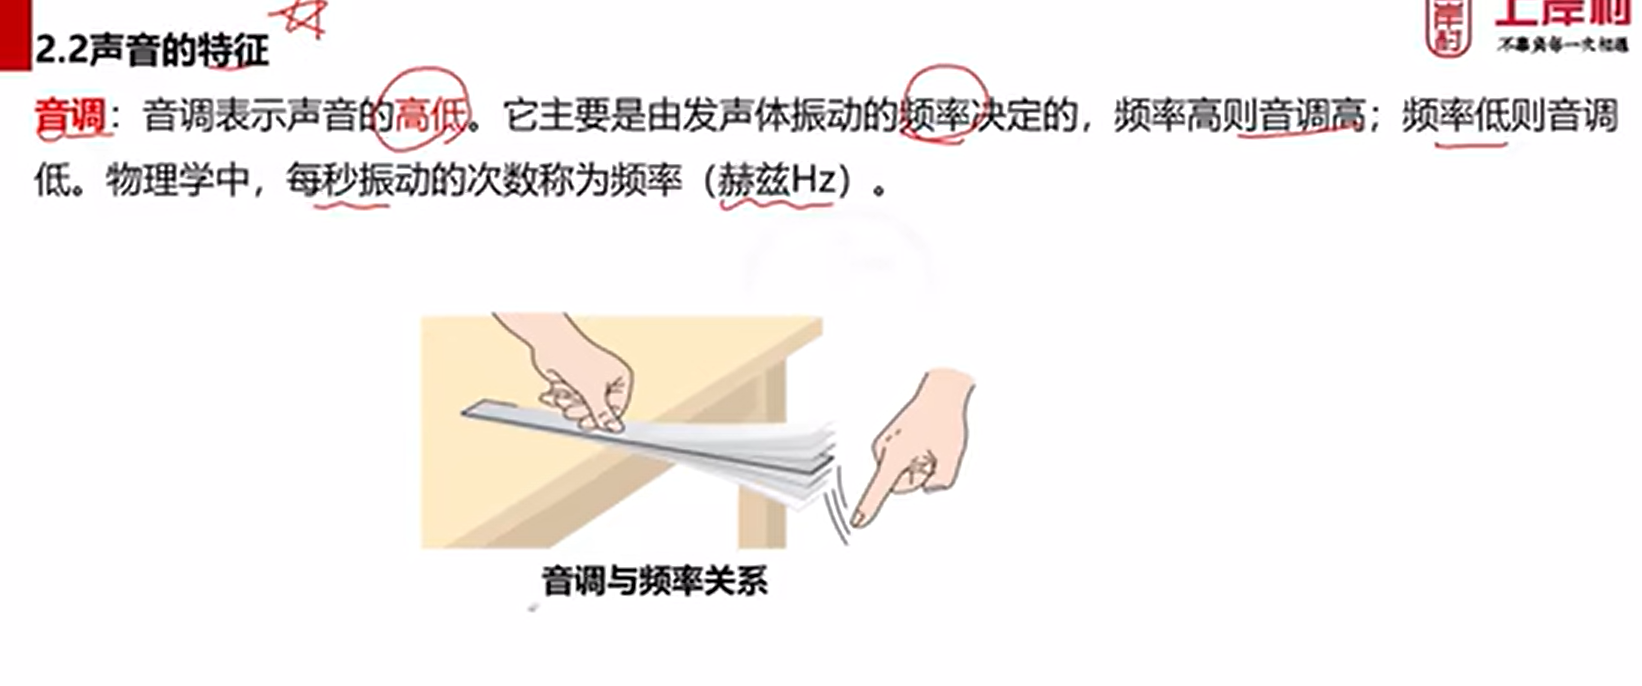 上岸村
不辜负每一次相遇
2.2声音的特征
音调：音调表示声音的高低。它主要是由发声体振动的频率决定的，频率高则音调高；频率低则音调
低。物理学中，每秒振动的次数称为频率（赫兹Hz）。
音调与频率关系